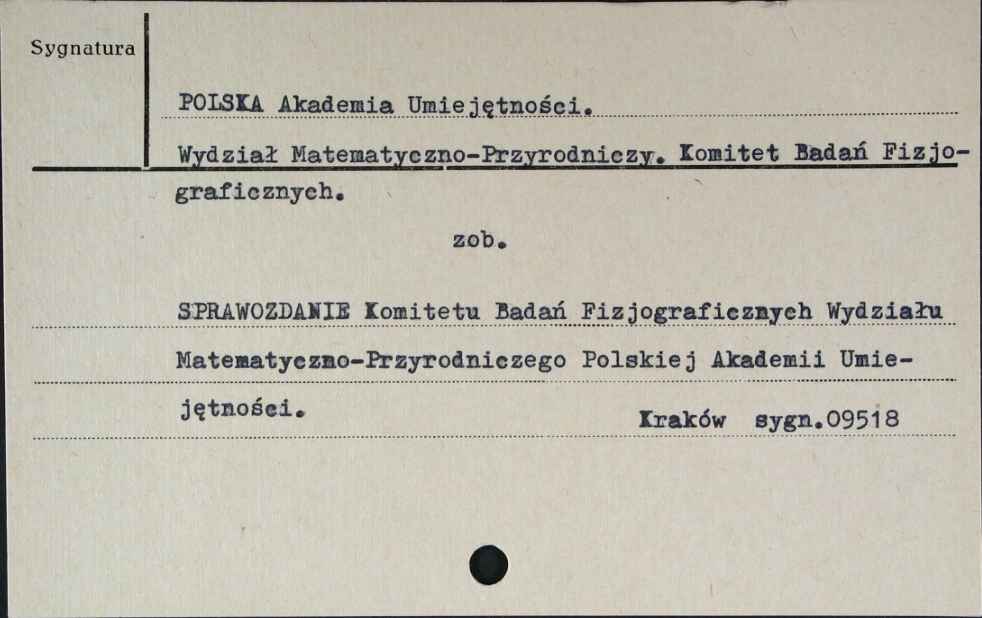 Sygnatura
POLSKA Akademia Umiejętności.
Wydział Matematyczno-Przyrodniczy. Komitet Badań Fizjo-
graficznych.
zob.
SPRAWOZDANIE Komitetu Badań Fizjograficznych Wydziału
Matematyczno-Przyrodniczego Polskiej Akademii Umie-
jętności.
Kraków sygn.09518